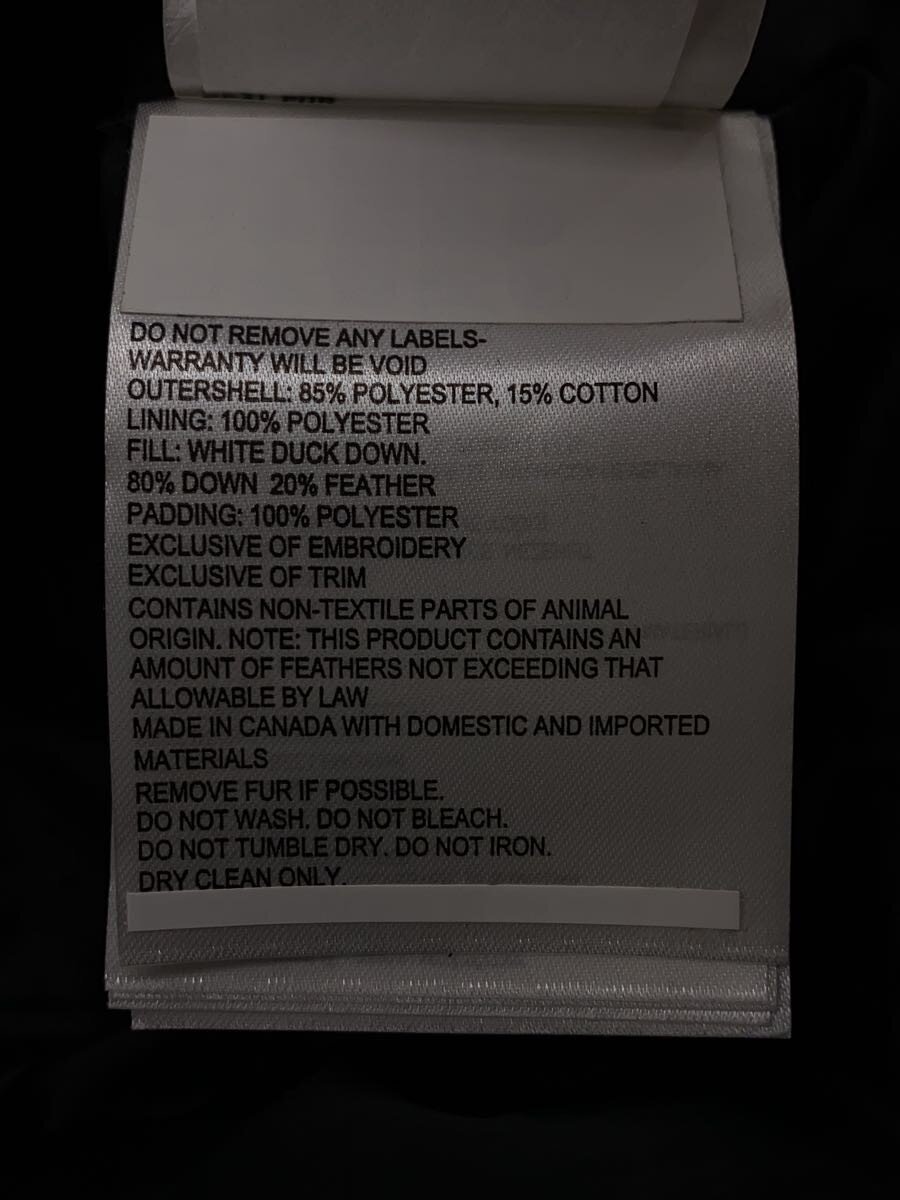 DO NOT REMOVE ANY LABELS-
WARRANTY WILL BE VOID
OUTERSHELL: 85% POLYESTER, 15% COTTON
LINING: 100% POLYESTER
FILL: WHITE DUCK DOWN.
80% DOWN 20% FEATHER
PADDING: 100% POLYESTER
EXCLUSIVE OF EMBROIDERY
EXCLUSIVE OF TRIM
CONTAINS NON-TEXTILE PARTS OF ANIMAL
ORIGIN. NOTE: THIS PRODUCT CONTAINS AN
AMOUNT OF FEATHERS NOT EXCEEDING THAT
ALLOWABLE BY LAW
MADE IN CANADA WITH DOMESTIC AND IMPORTED
MATERIALS
REMOVE FUR IF POSSIBLE.
DO NOT WASH. DO NOT BLEACH.
DO NOT TUMBLE DRY. DO NOT IRON.
DRY CLEAN ONLY.